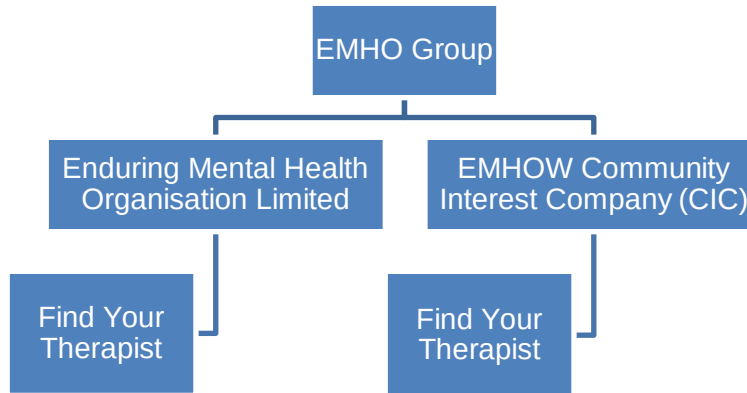 EMHO Group
Enduring Mental Health
Organisation Limited
EMHOW Community
Interest Company (CIC)
Find Your
Therapist
Find Your
Therapist